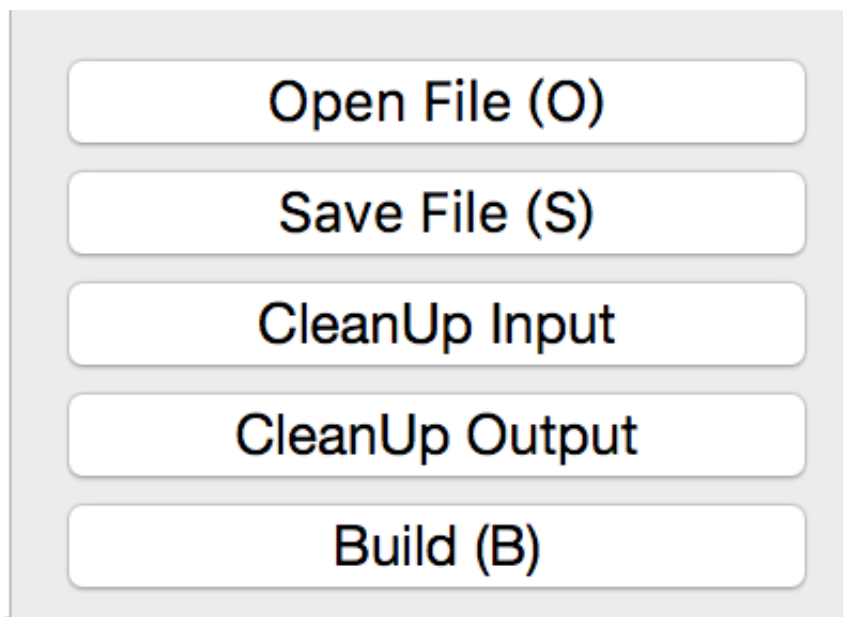 Open File (O)
Save File (S)
CleanUp Input
CleanUp Output
Build (B)